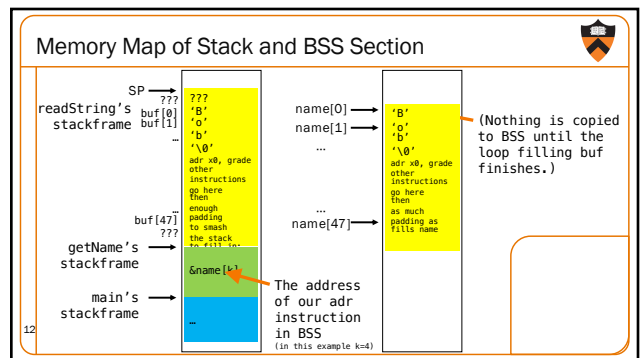 Memory Map of Stack and BSS Section
SP
???
readString's
stackframe
buf[0]
buf[1]
…
…
buf[47]
???
getName's
stackframe
main's
stackframe
???
‘B’
‘o’
‘b’
‘\0’
adr x0, grade
other
instructions
go here
then
enough
padding
to smash
the stack
to fill in:
&name[k]
…
name[0]
name[1]
…
…
name[47]
‘B’
‘o’
‘b’
‘\0’
adr x0, grade
other
instructions
go here
then
as much
padding as
fills name
(Nothing is copied
to BSS until the
loop filling buf
finishes.)
The address
of our adr
instruction
in BSS
(in this example k=4)
12